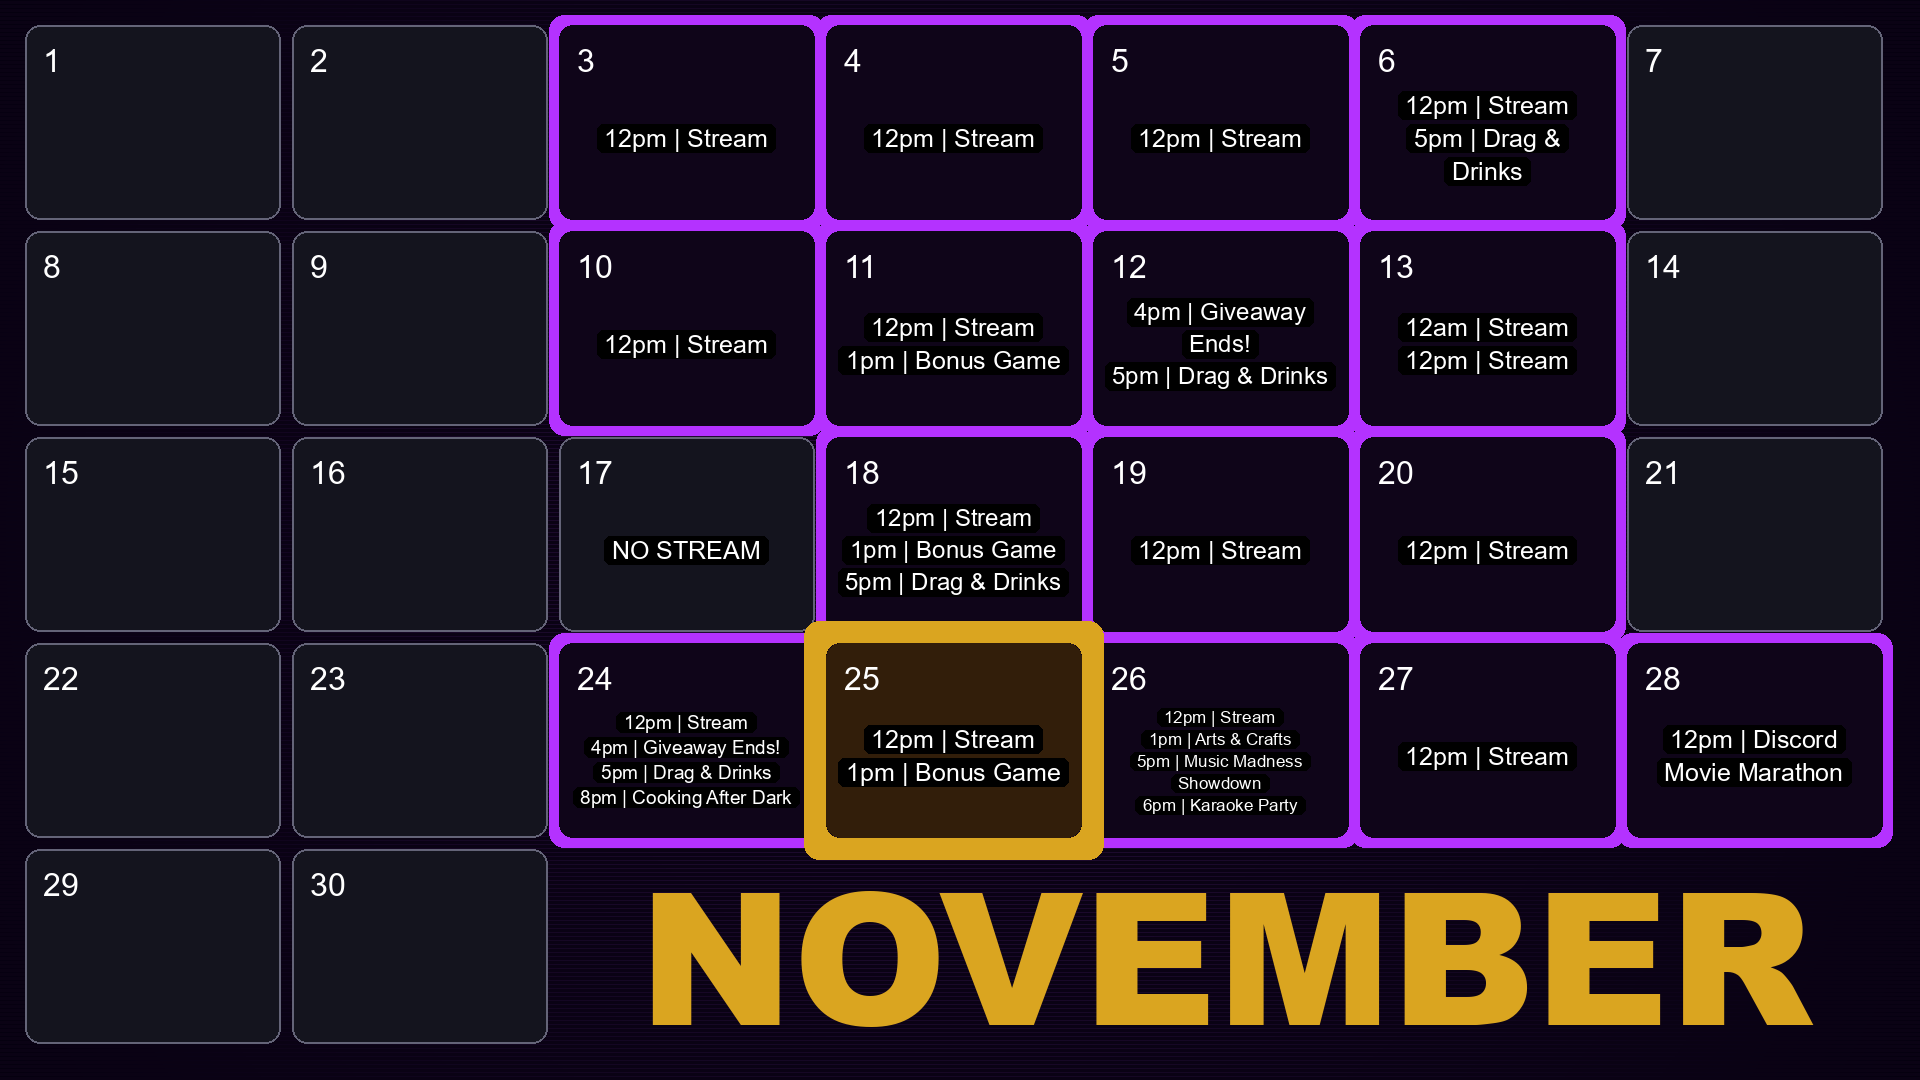 1
2
3
12pm | Stream
4
12pm | Stream
5
12pm | Stream
6
12pm | Stream
5pm | Drag &
Drinks
7
8
9
10
12pm | Stream
11
12pm | Stream
1pm | Bonus Game
12
4pm | Giveaway
Ends!
5pm | Drag & Drinks
13
12am | Stream
12pm | Stream
14
15
16
17
NO STREAM
18
12pm | Stream
1pm | Bonus Game
5pm | Drag & Drinks
19
12pm | Stream
20
12pm | Stream
21
22
23
24
12pm | Stream
4pm | Giveaway Ends!
5pm | Drag & Drinks
8pm | Cooking After Dark
25
12pm | Stream
1pm | Bonus Game
26
12pm | Stream
1pm | Arts & Crafts
5pm | Music Madness
Showdown
6pm | Karaoke Party
27
12pm | Stream
28
12pm | Discord
Movie Marathon
29
30
NOVEMBER